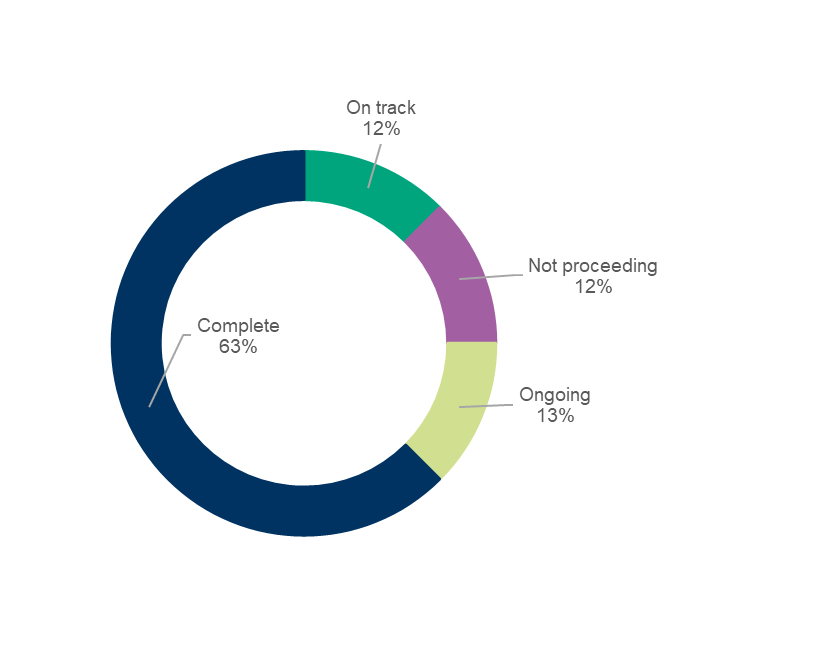 On track
12%
Not proceeding
12%
Complete
63%
Ongoing
13%